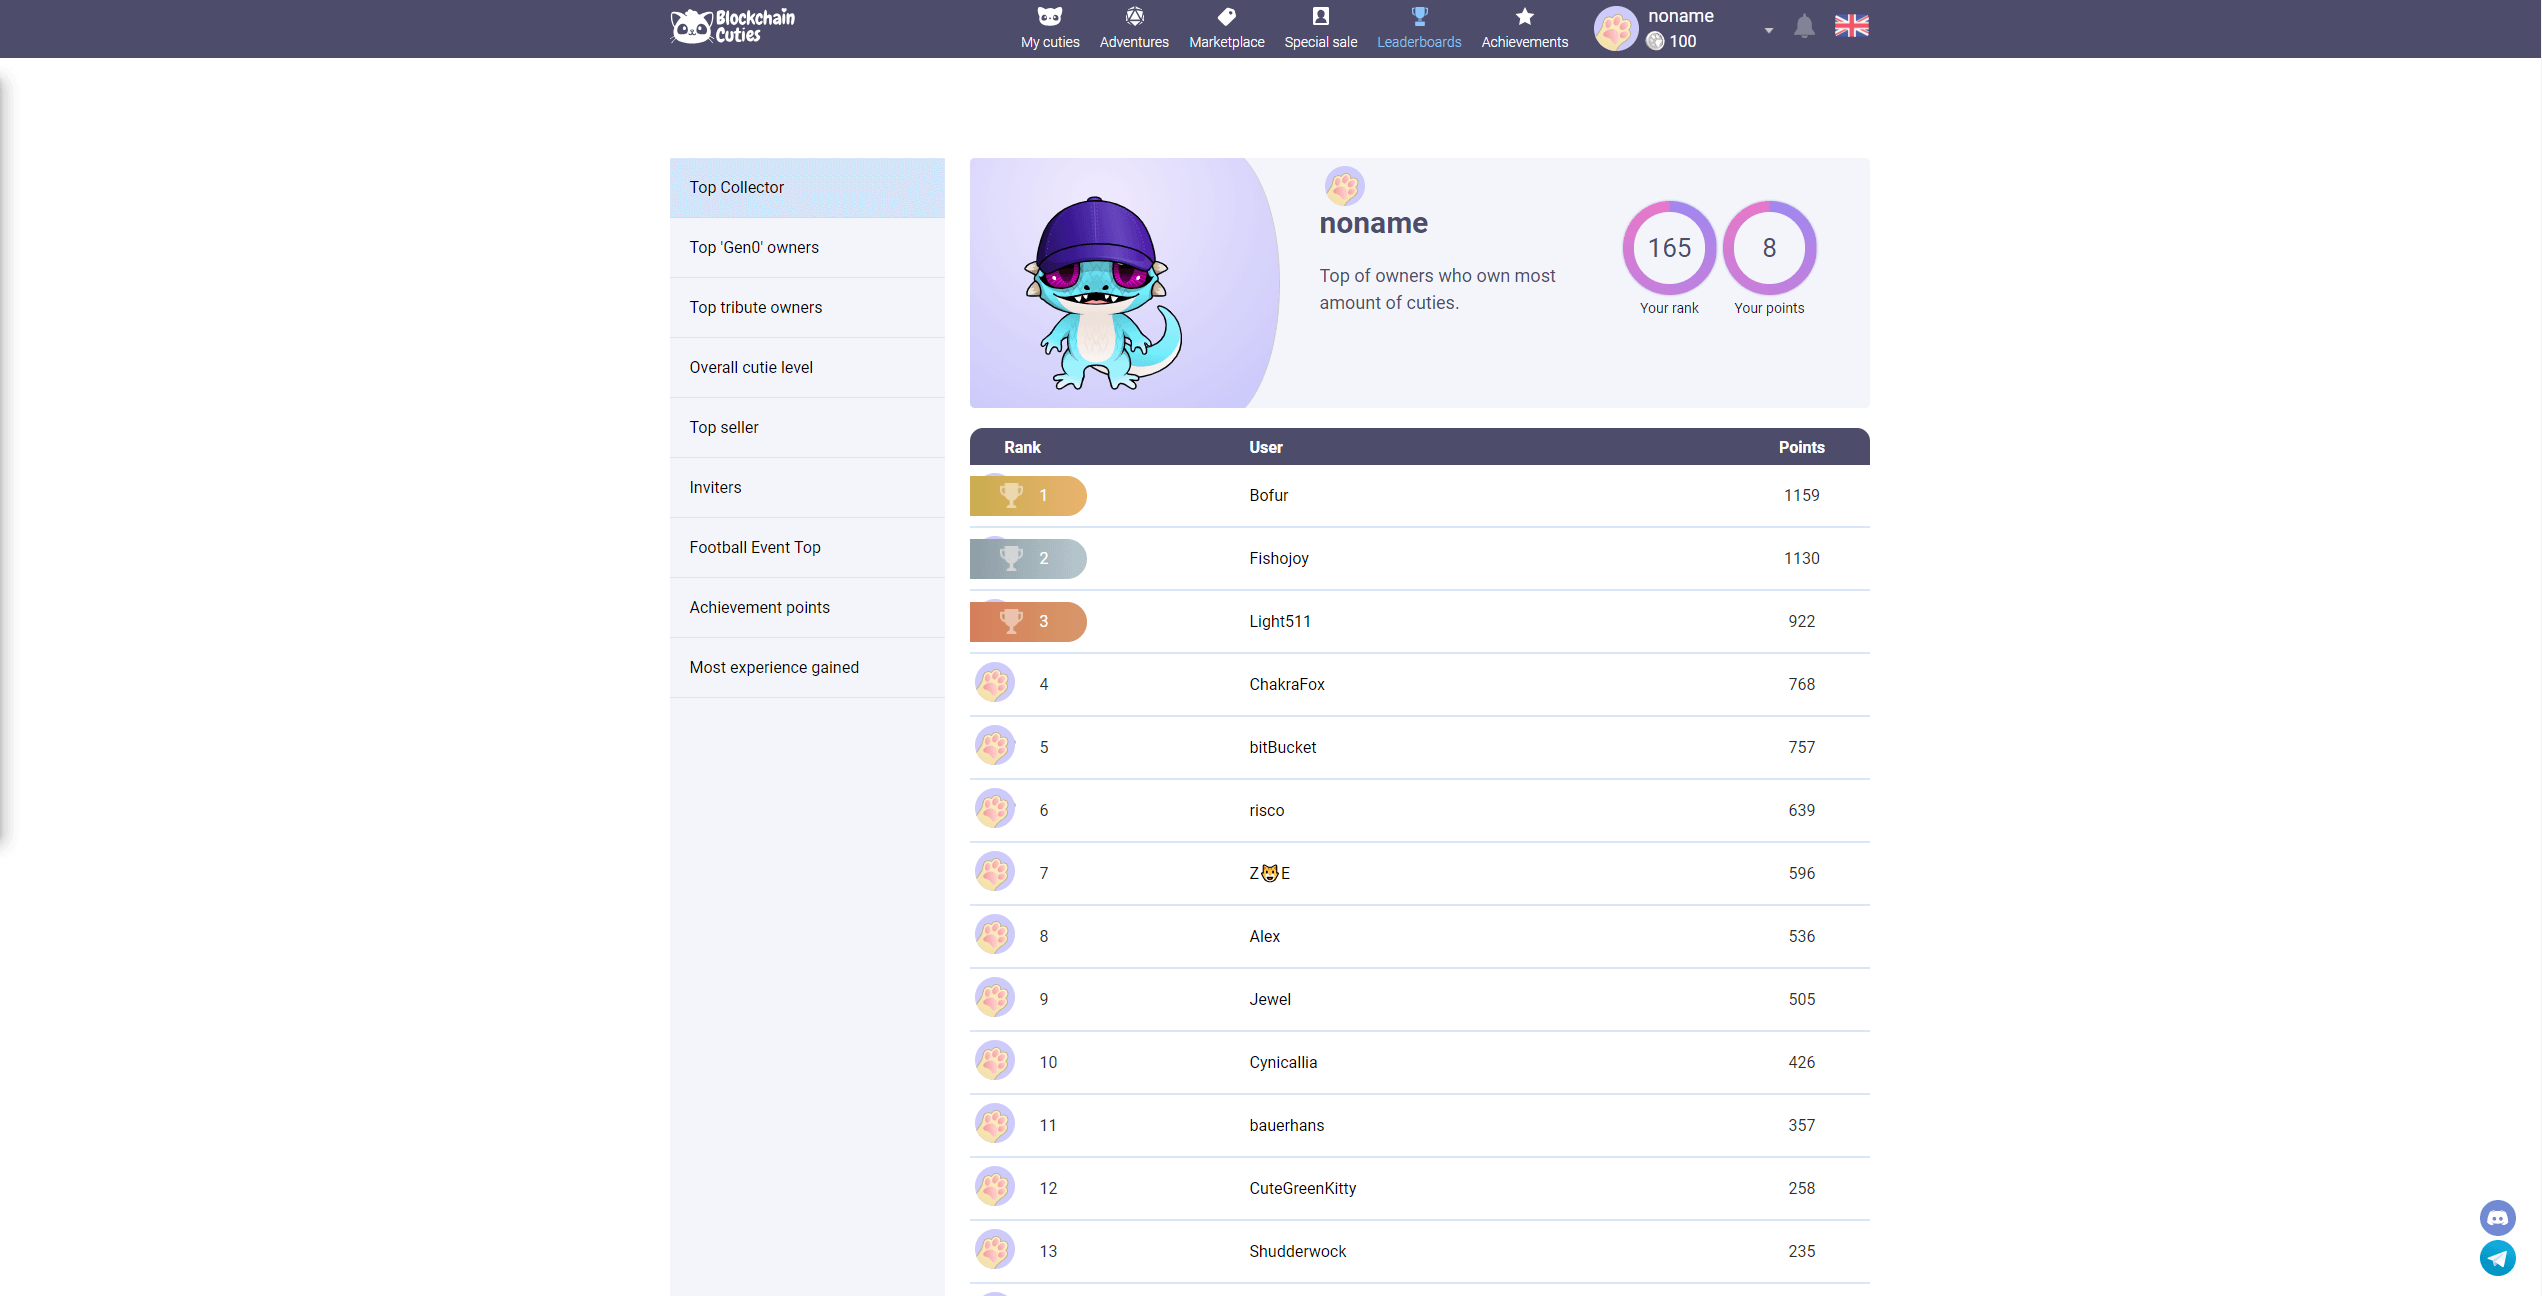 Blockchain
Cuties
My cuties
Adventures
Marketplace
Special sale
Leaderboards
Achievements
noname
100
Top Collector
Top 'Gen0' owners
Top tribute owners
Overall cutie level
Top seller
Inviters
Football Event Top
Achievement points
Most experience gained
noname
Top of owners who own most
amount of cuties.
165
Your rank
8
Your points
Rank User Points
1 Bofur 1159
2 Fishojoy 1130
3 Light511 922
4 ChakraFox 768
5 bitBucket 757
6 risco 639
7 Z🐱E 596
8 Alex 536
9 Jewel 505
10 Cynicallia 426
11 bauerhans 357
12 CuteGreenKitty 258
13 Shudderwock 235